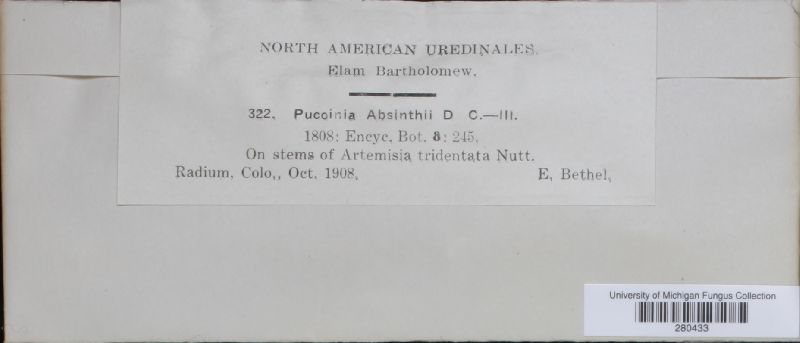 NORTH AMERICAN UREDINALES.
Elam Bartholomew.
322. Puccinia Absinthii D C.—III.
1808: Encyc. Bot. 8: 245.
On stems of Artemisia tridentata Nutt.
Radium, Colo., Oct. 1908. E, Bethel,
University of Michigan Fungus Collection
280433